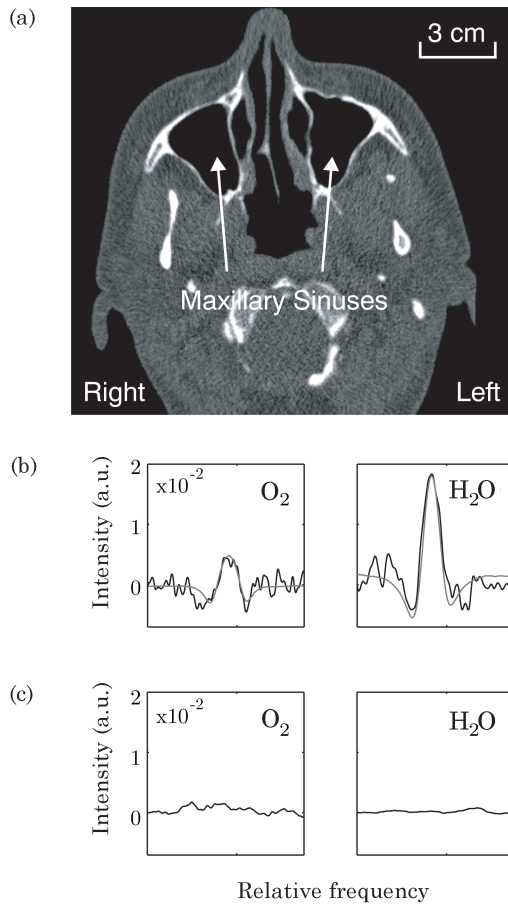 (a)
3 cm
Maxillary Sinuses
Right
Left
(b)
Intensity (a.u.)
2
1
0
x10-2
O2
H2O
(c)
Intensity (a.u.)
2
1
0
x10-2
O2
H2O
Relative frequency